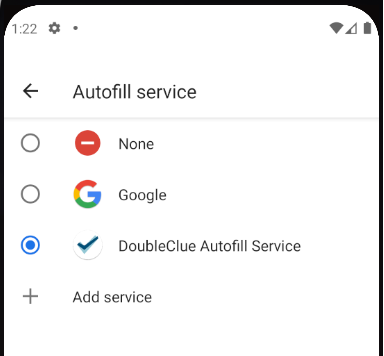 1:22
Autofill service
None
Google
DoubleClue Autofill Service
Add service